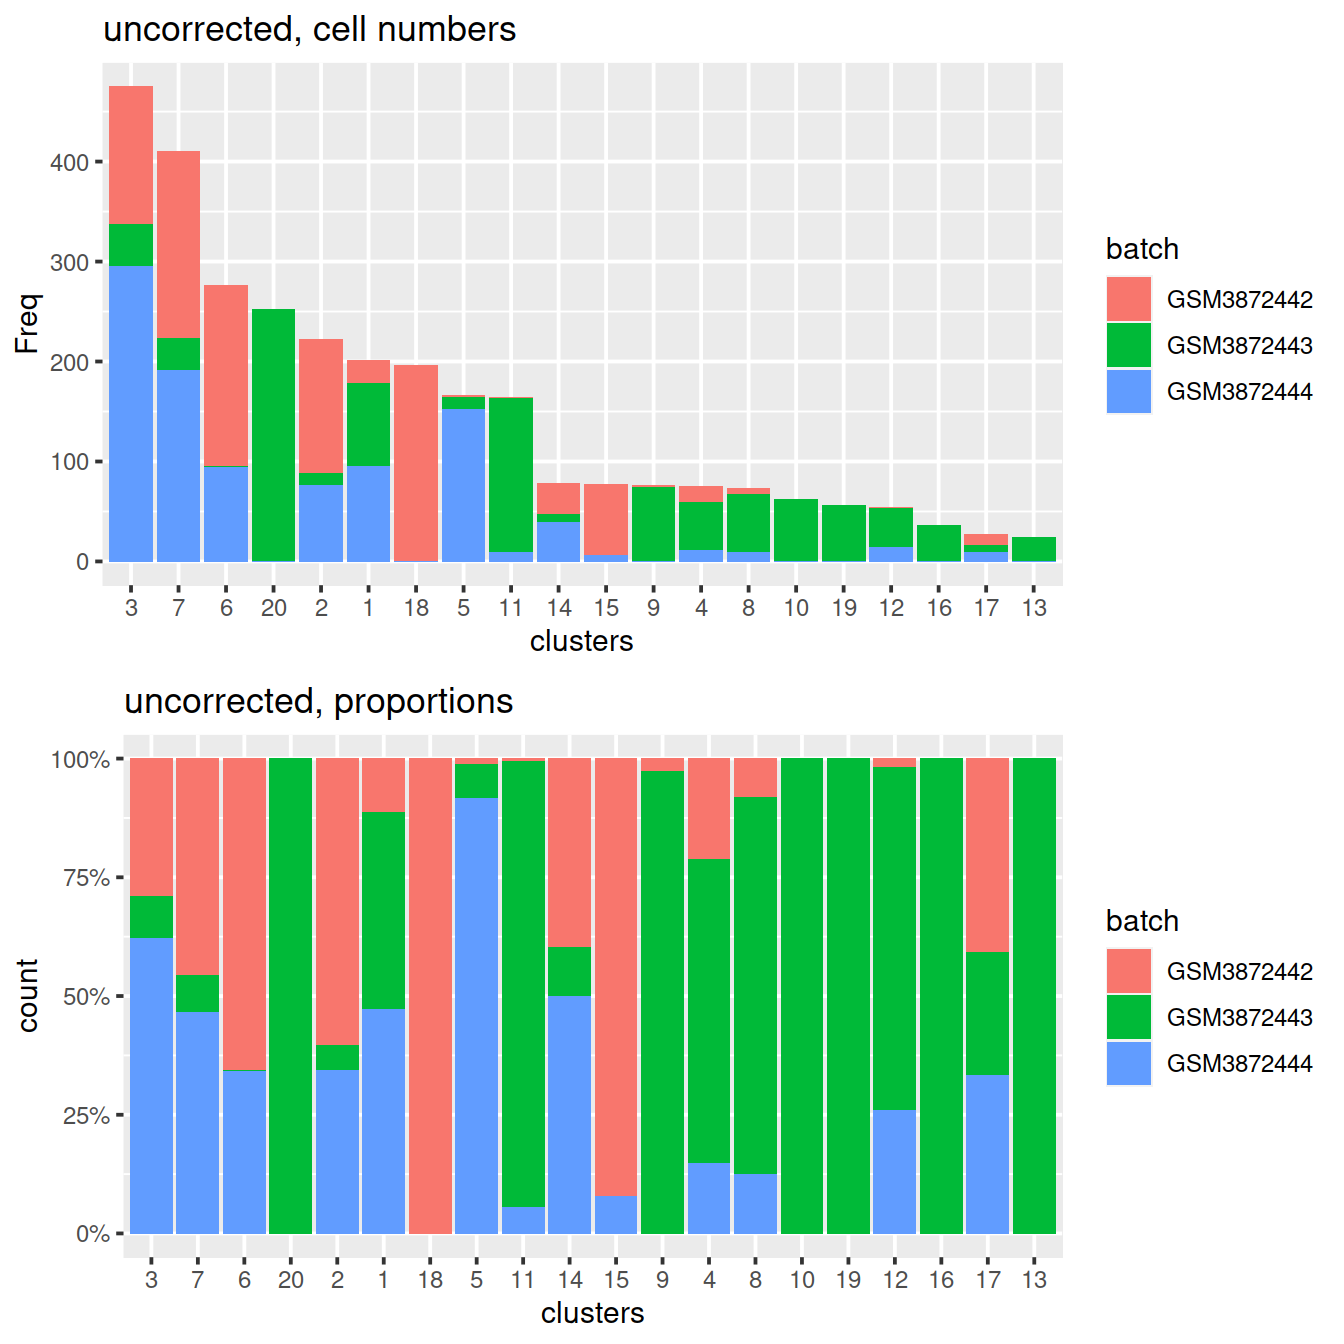 uncorrected, cell numbers
Freq
400
300
200
100
0
3 7 6 20 2 1 18 5 11 14 15 9 4 8 10 19 12 16 17 13
clusters
batch
GSM3872442
GSM3872443
GSM3872444
uncorrected, proportions
count
100%
75%
50%
25%
0%
3 7 6 20 2 1 18 5 11 14 15 9 4 8 10 19 12 16 17 13
clusters
batch
GSM3872442
GSM3872443
GSM3872444